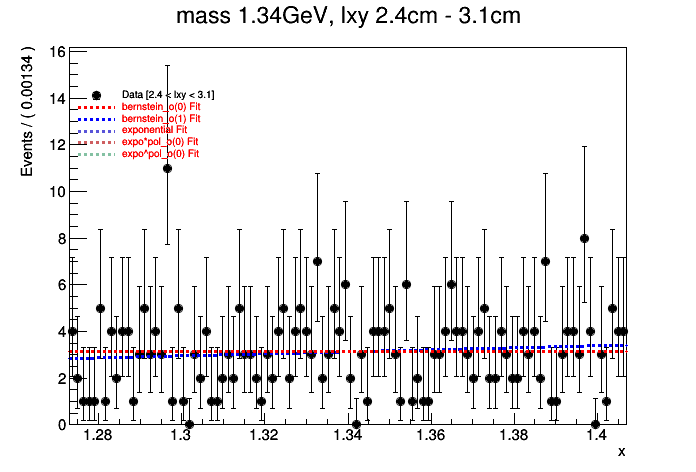 mass 1.34GeV, lxy 2.4cm - 3.1cm
Events / ( 0.00134 )
16
14
12
10
8
6
4
2
0
Data [2.4 < lxy < 3.1]
bernstein_o(0) Fit
bernstein_o(1) Fit
exponential Fit
expo*pol_o(0) Fit
expo^pol_o(0) Fit
1.28 1.3 1.32 1.34 1.36 1.38 1.4
x